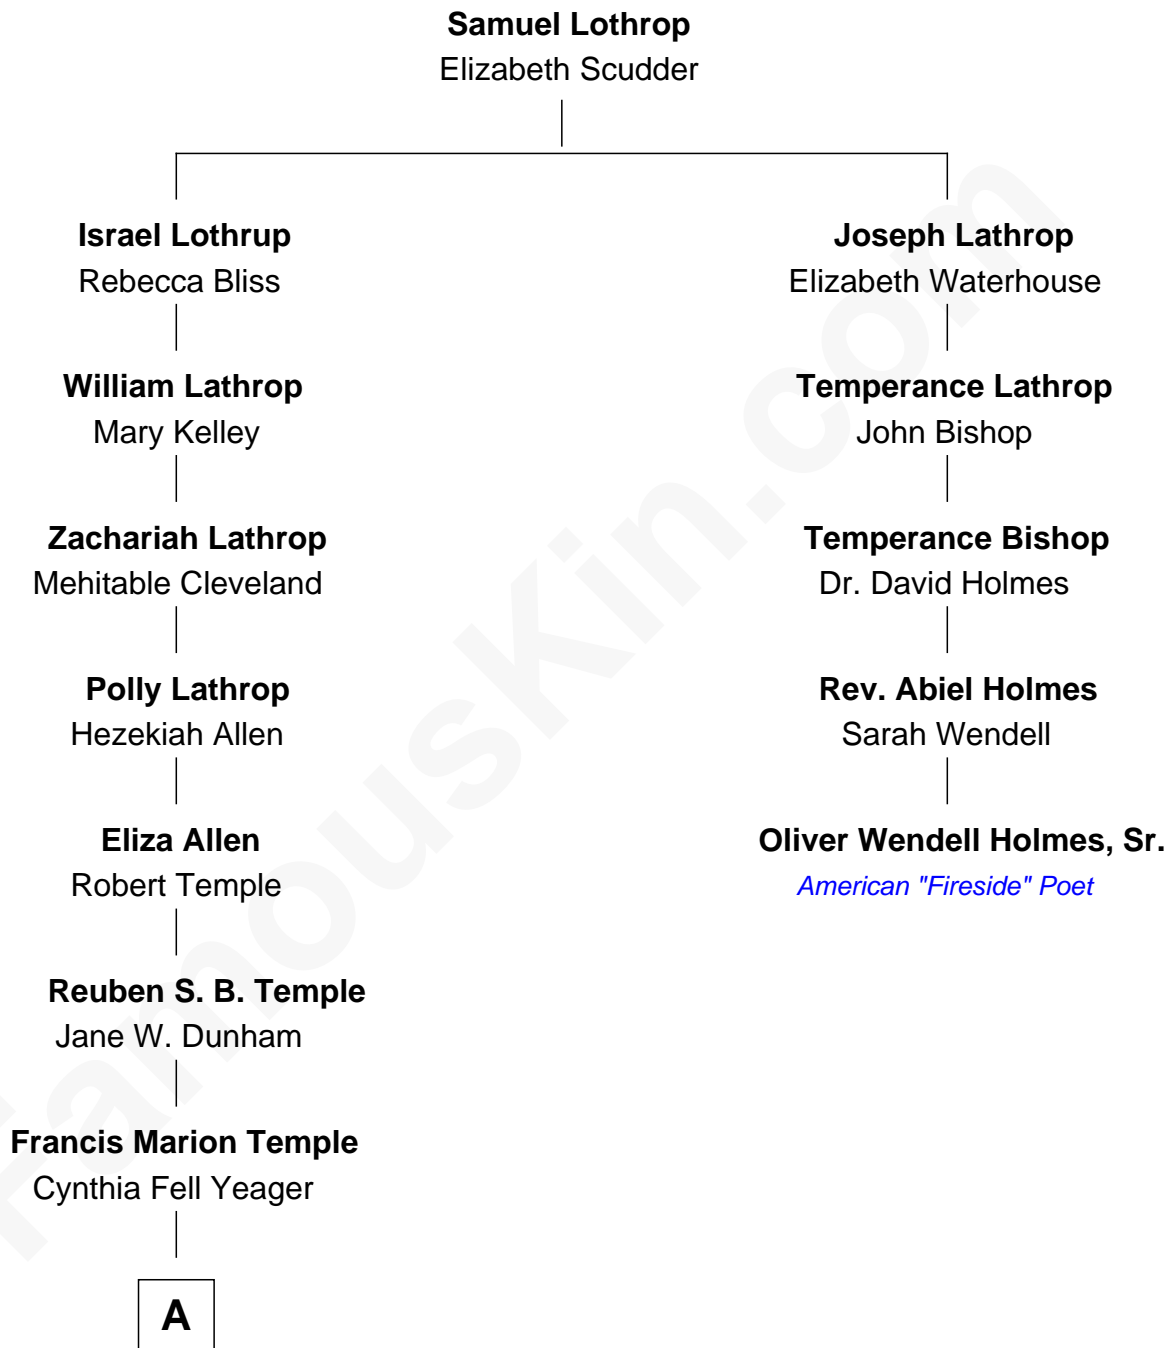 Samuel Lothrop
Elizabeth Scudder
Israel Lothrup
Rebecca Bliss
Joseph Lathrop
Elizabeth Waterhouse
William Lathrop
Mary Kelley
Temperance Lathrop
John Bishop
Zachariah Lathrop
Mehitable Cleveland
Temperance Bishop
Dr. David Holmes
Polly Lathrop
Hezekiah Allen
Rev. Abiel Holmes
Sarah Wendell
Eliza Allen
Robert Temple
Oliver Wendell Holmes, Sr.
American "Fireside" Poet
Reuben S. B. Temple
Jane W. Dunham
Francis Marion Temple
Cynthia Fell Yeager
A
FamousKin.com